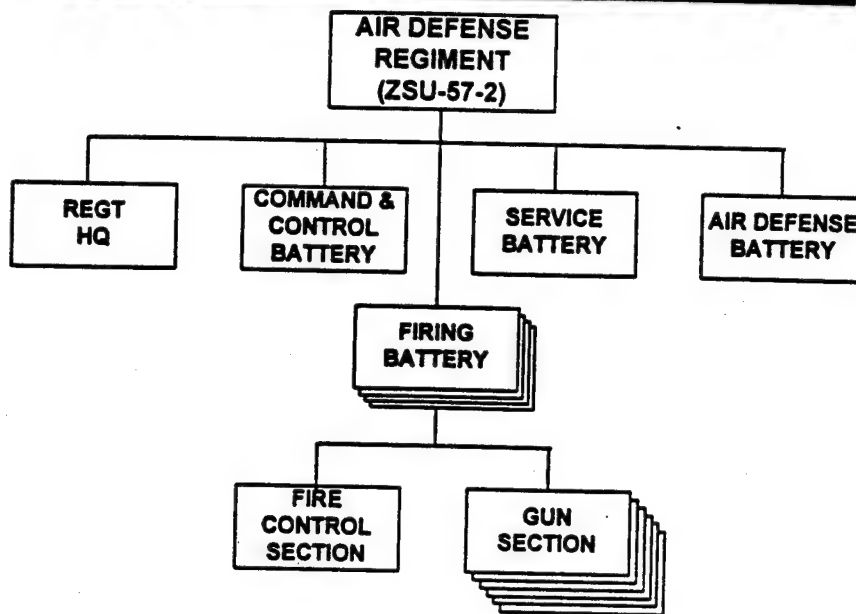 AIR DEFENSE
REGIMENT
(ZSU-57-2)
REGT
HQ
COMMAND &
CONTROL
BATTERY
SERVICE
BATTERY
AIR DEFENSE
BATTERY
FIRING
BATTERY
FIRE
CONTROL
SECTION
GUN
SECTION